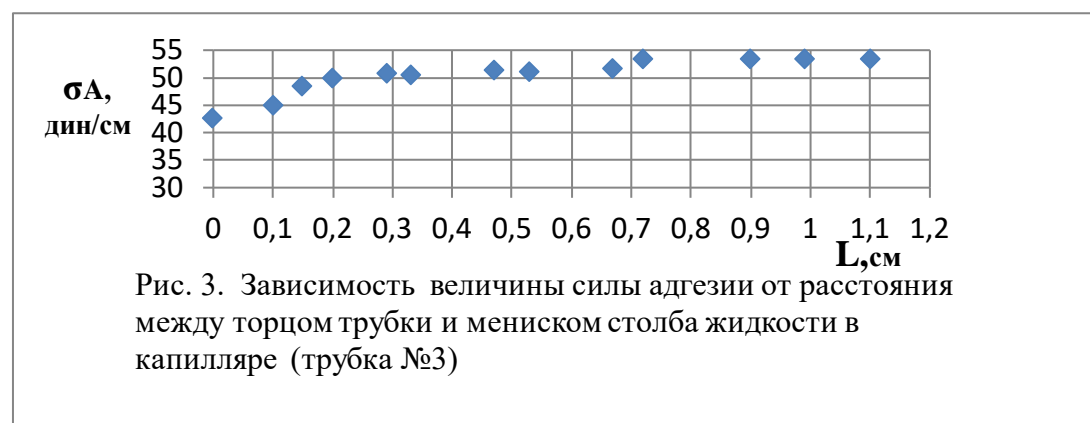 σA,
дин/см
55
50
45
40
35
30
0 0,1 0,2 0,3 0,4 0,5 0,6 0,7 0,8 0,9 1 1,1 1,2
L,см
Рис. 3. Зависимость величины силы адгезии от расстояния
между торцом трубки и мениском столба жидкости в
капилляре (трубка №3)